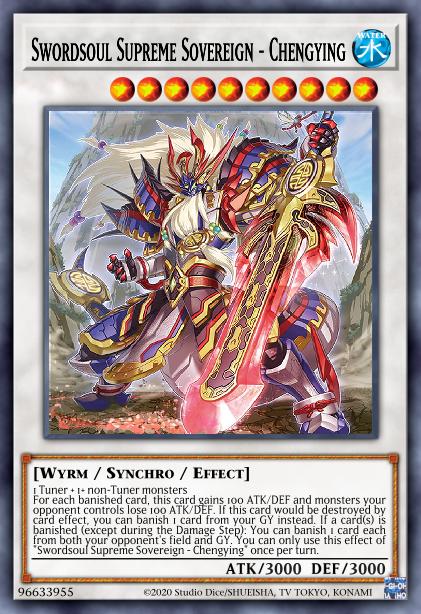 Swordsoul Supreme Sovereign - Chengying
WATER
水
[Wyrm / Synchro / Effect]
1 Tuner + 1+ non-Tuner monsters
For each banished card, this card gains 100 ATK/DEF and monsters your
opponent controls lose 100 ATK/DEF. If this card would be destroyed by
card effect, you can banish 1 card from your GY instead. If a card(s) is
banished (except during the Damage Step): You can banish 1 card each
from both your opponent's field and GY. You can only use this effect of
"Swordsoul Supreme Sovereign - Chengying" once per turn.
ATK/3000 DEF/3000
96633955
©2020 Studio Dice/SHUEISHA, TV TOKYO, KONAMI